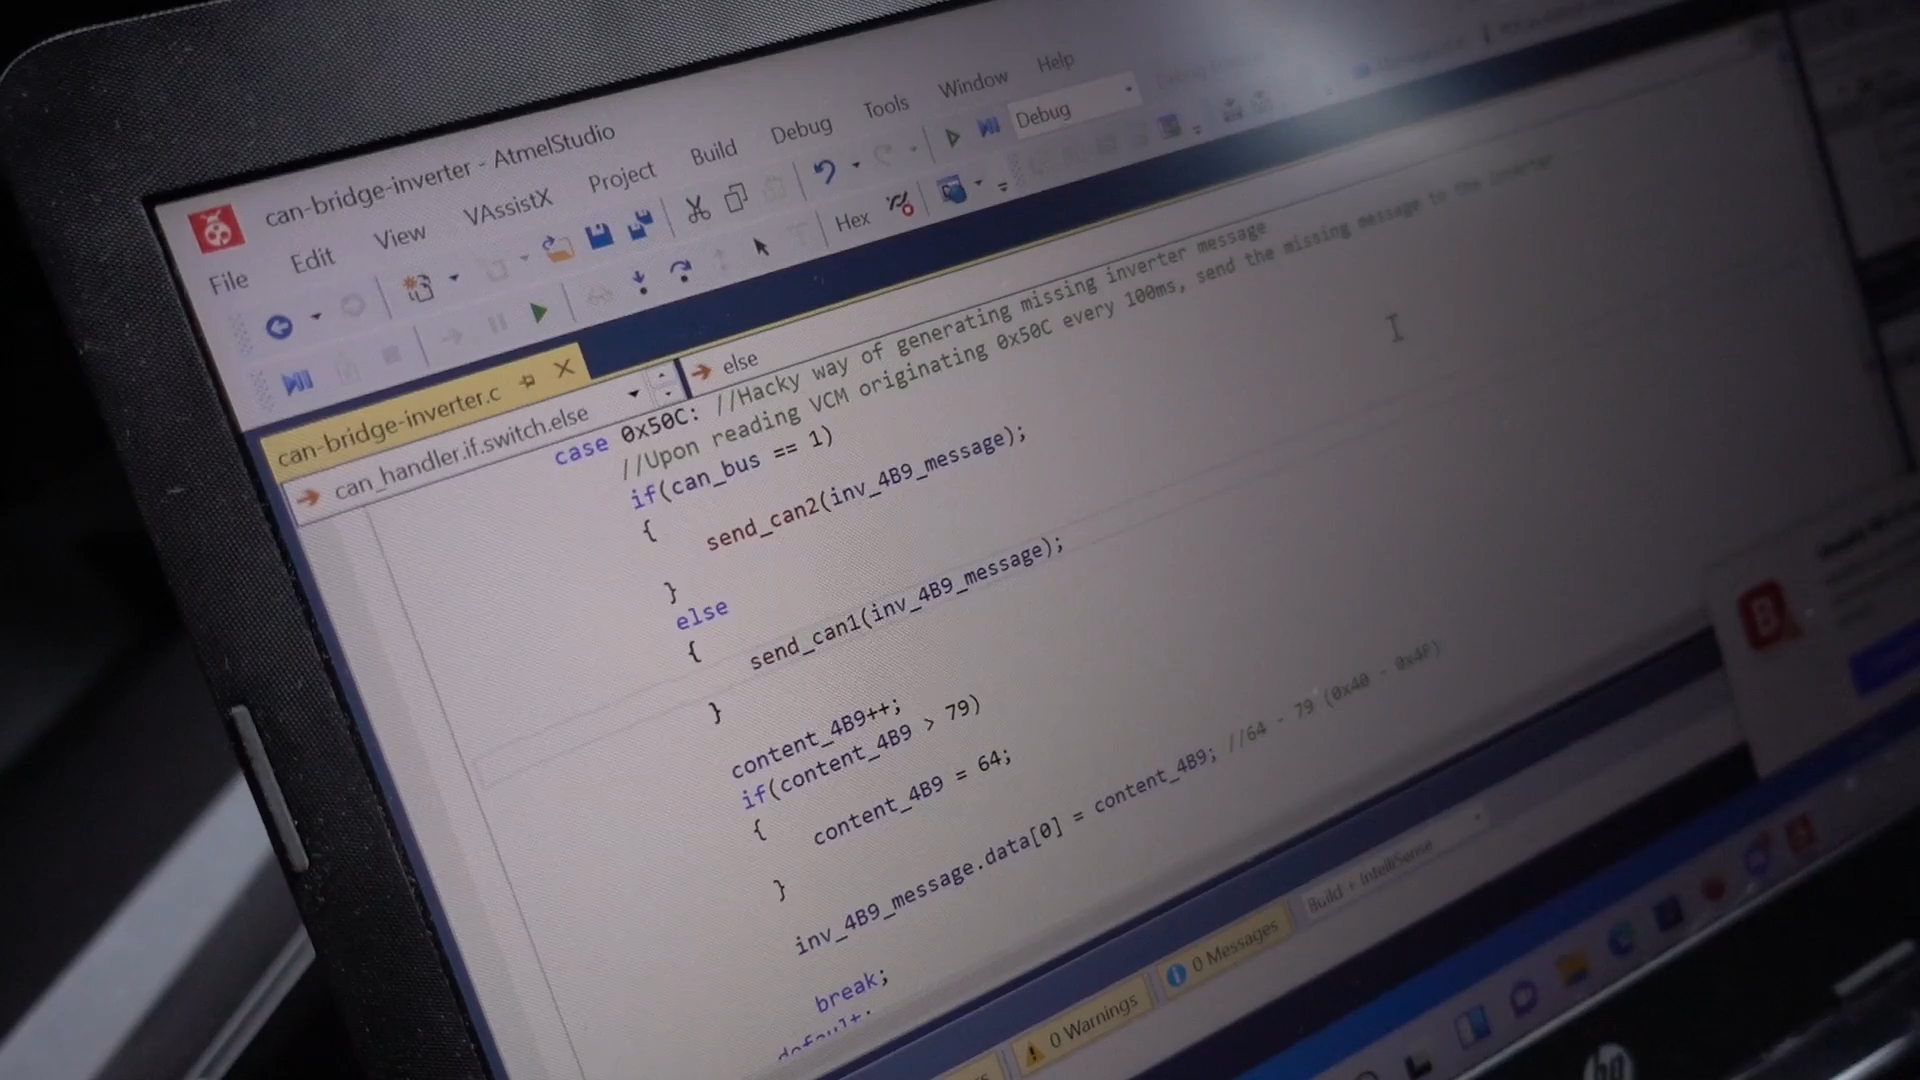 can-bridge-inverter - AtmelStudio
File Edit View VAssistX Project Build Debug Tools Window Help
Debug
Hex
can-bridge-inverter.c
can_handler.if.switch.else
else
case 0x50C: //Hacky way of generating missing inverter message
//Upon reading VCM originating 0x50C every 100ms, send the missing message to the inverter
if(can_bus == 1)
{
send_can2(inv_4B9_message);
}
else
{
send_can1(inv_4B9_message);
}
content_4B9++;
if(content_4B9 > 79)
{
content_4B9 = 64;
}
inv_4B9_message.data[0] = content_4B9; //64 - 79 (0x40 - 0x4F)
break;
default:
0 Warnings
0 Messages
Build + IntelliSense
B
hp